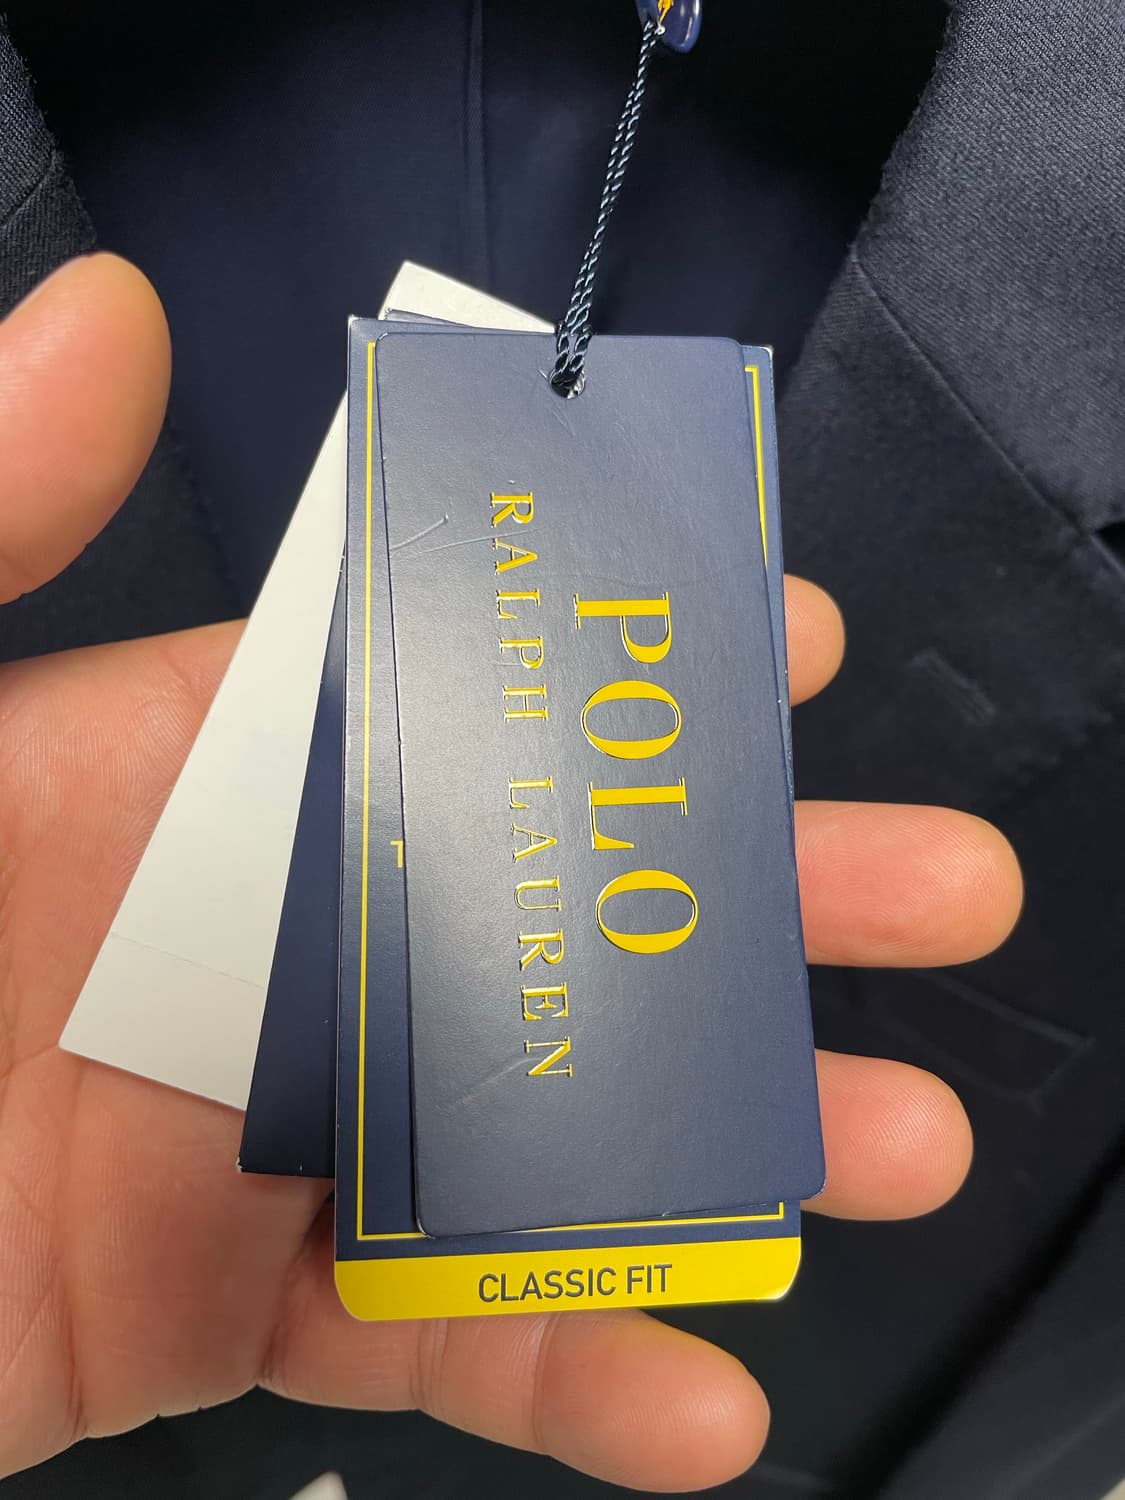 POLO
RALPH LAUREN
T
CLASSIC FIT